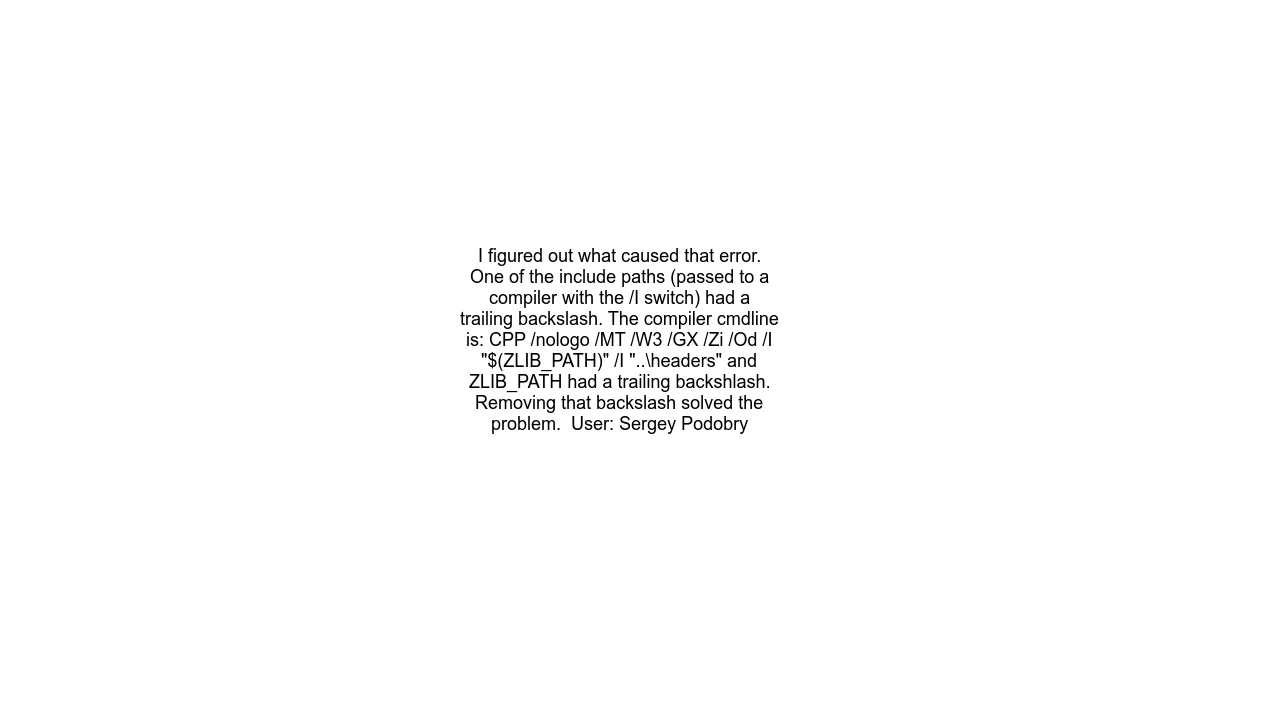 I figured out what caused that error.
One of the include paths (passed to a
compiler with the /I switch) had a
trailing backslash. The compiler cmdline
is: CPP /nologo /MT /W3 /GX /Zi /Od /I
"$(ZLIB_PATH)" /I "..\headers" and
ZLIB_PATH had a trailing backshlash.
Removing that backslash solved the
problem.  User: Sergey Podobry